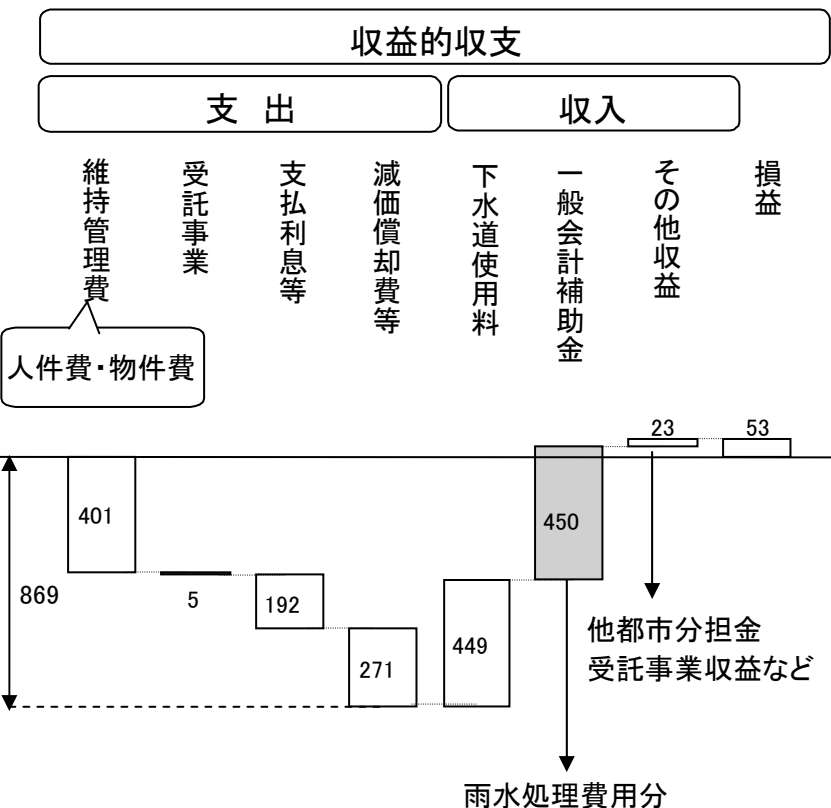 収益的収支
支 出
収入
維持管理費
受託事業
支払利息等
減価償却費等
下水道使用料
一般会計補助金
その他収益
損益
人件費・物件費
23
53
401
450
869
5
192
271
449
他都市分担金
受託事業収益など
雨水処理費用分